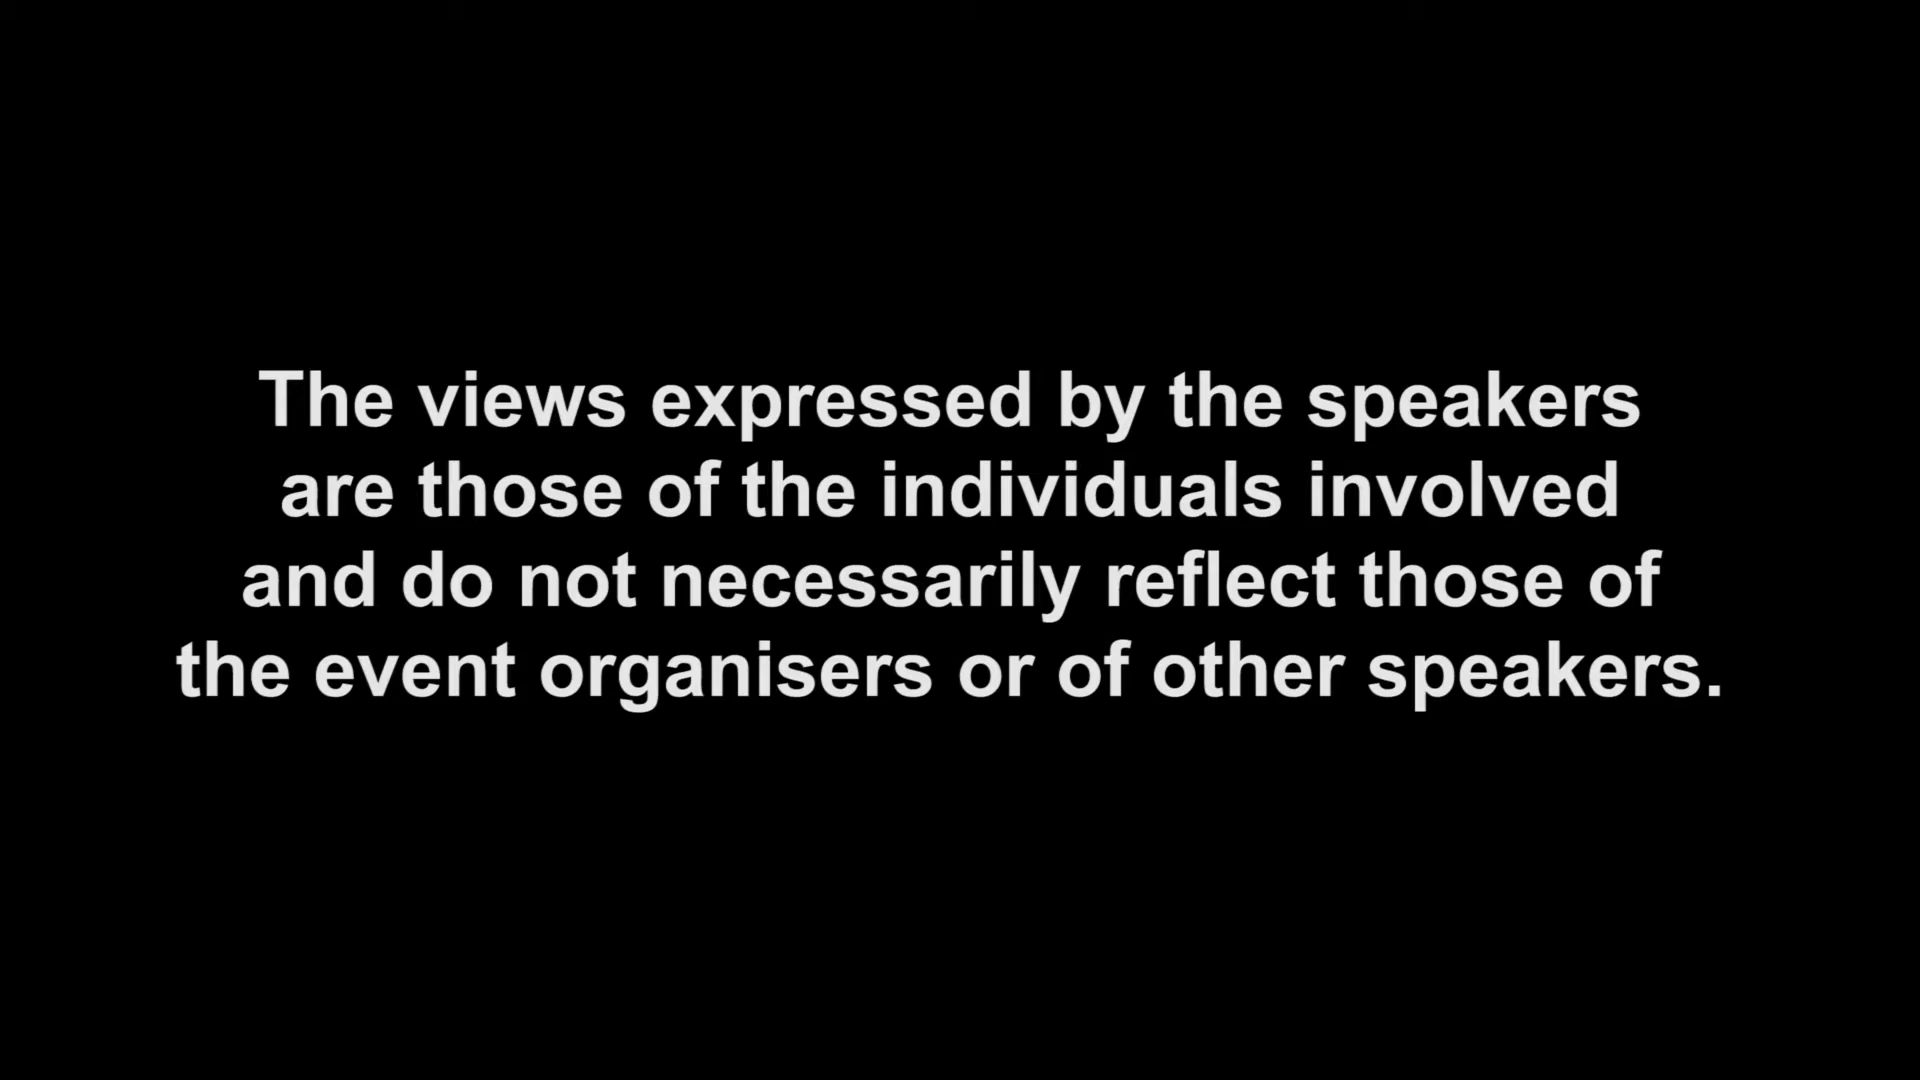 The views expressed by the speakers
are those of the individuals involved
and do not necessarily reflect those of
the event organisers or of other speakers.